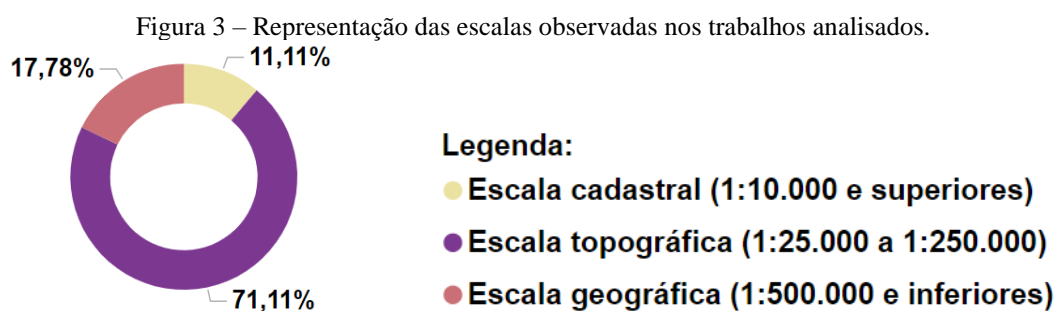 Figura 3 – Representação das escalas observadas nos trabalhos analisados.
17,78%
11,11%
71,11%
Legenda:
Escala cadastral (1:10.000 e superiores)
Escala topográfica (1:25.000 a 1:250.000)
Escala geográfica (1:500.000 e inferiores)